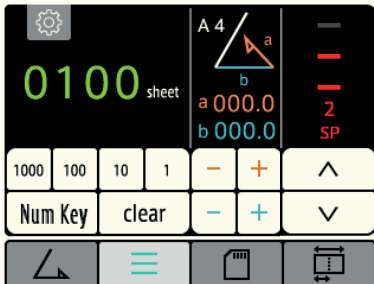 A 4
a
b
0100 sheet
a 000.0
b 000.0
2
SP
1000 100 10 1 − +
Num Key clear − +